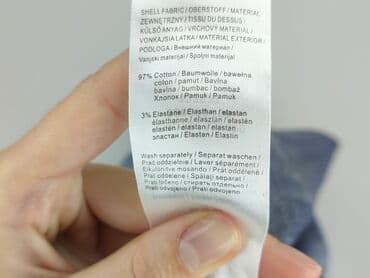 SHELL FABRIC / OBERSTOFF / MATERIAŁ
ZEWNĘTRZNY / TISSU DU DESSUS /
KÜLSŐ ANYAG / VRCHOVÝ MATERIÁL /
VONKAJŠIA LÁTKA / MATERIAL EXTERIOR /
PODLOGA / Внешний материал /
Vanjski materijal / Spoljni materijal
97% Cotton / Baumwolle / bawełna
coton / pamut / Bavlna
bavlna / bumbac / bombaž
Хлопок / Pamuk / Pamuk
3% Elastane / Elasthan / elastan
élasthanne / elasztán / elastén
elastan / elastan / elastan
эластан / Elastan / Elastin
Wash separately / Separat waschen /
Prać oddzielnie / Laver séparément /
Elkülönítve mosandó / Prát odděleně /
Prať oddelene / Spălați separat /
Prati ločeno / стирать отдельно /
Prati odvojeno / Prati odvojeno /